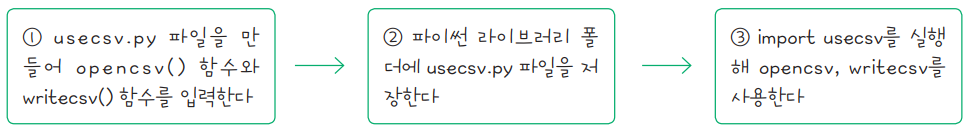 ① usecsv.py 파일을 만
들어 opencsv() 함수와
writecsv() 함수를 입력한다
② 파이썬 라이브러리 폴
더에 usecsv.py 파일을 저
장한다
③ import usecsv를 실행
해 opencsv, writecsv를
사용한다